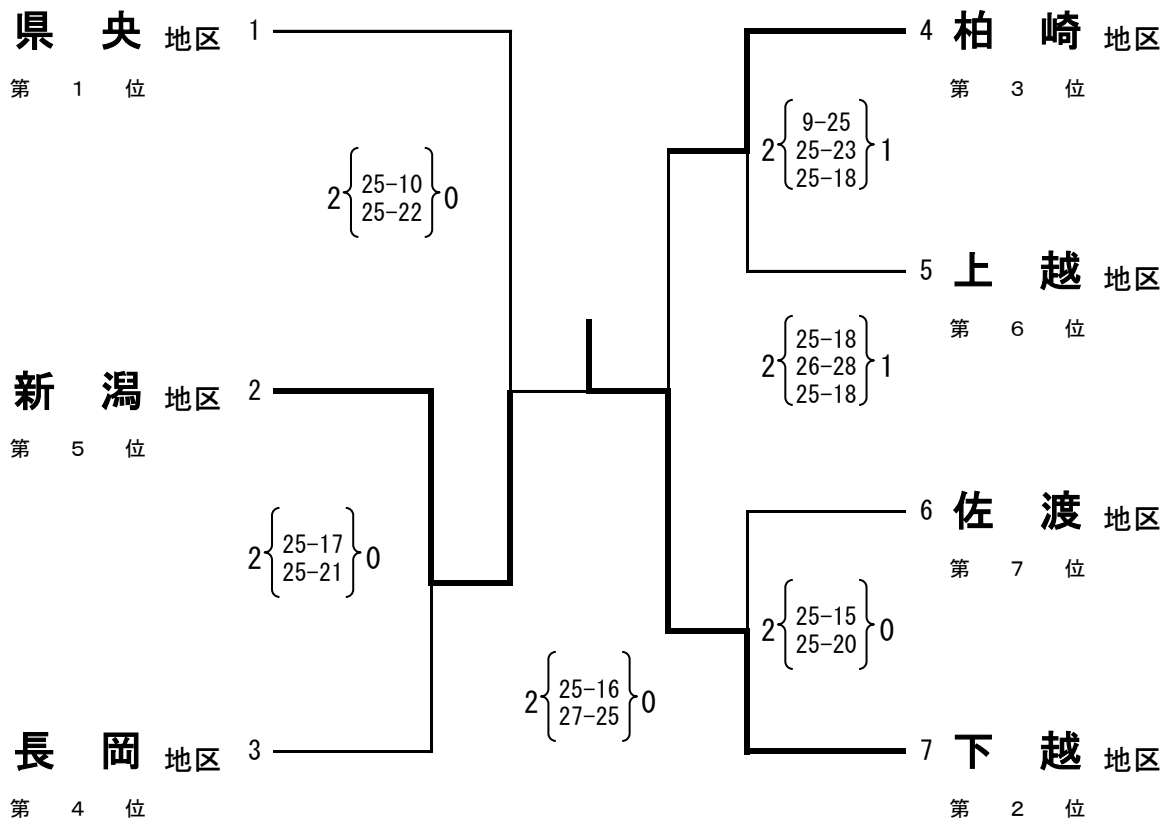 県 央 地区 1
第 1 位
2 25-10 0
25-22
新 潟 地区 2
第 5 位
2 25-17 0
25-21
長 岡 地区 3
第 4 位
2 25-16 0
27-25
4 柏 崎 地区
第 3 位
9-25
2 25-23 1
25-18
5 上 越 地区
第 6 位
25-18
2 26-28 1
25-18
6 佐 渡 地区
第 7 位
2 25-15 0
25-20
7 下 越 地区
第 2 位